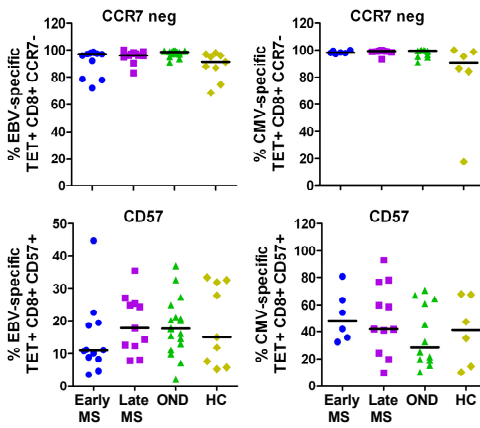 CCR7 neg
% EBV-specific
TET+ CD8+ CCR7-
120
100
80
60
40
20
0
CCR7 neg
% CMV-specific
TET+ CD8+ CCR7-
120
100
80
60
40
20
0
CD57
% EBV-specific
TET+ CD8+ CD57+
50
40
30
20
10
0
Early
MS
Late
MS
OND
HC
CD57
% CMV-specific
TET+ CD8+ CD57+
120
100
80
60
40
20
0
Early
MS
Late
MS
OND
HC